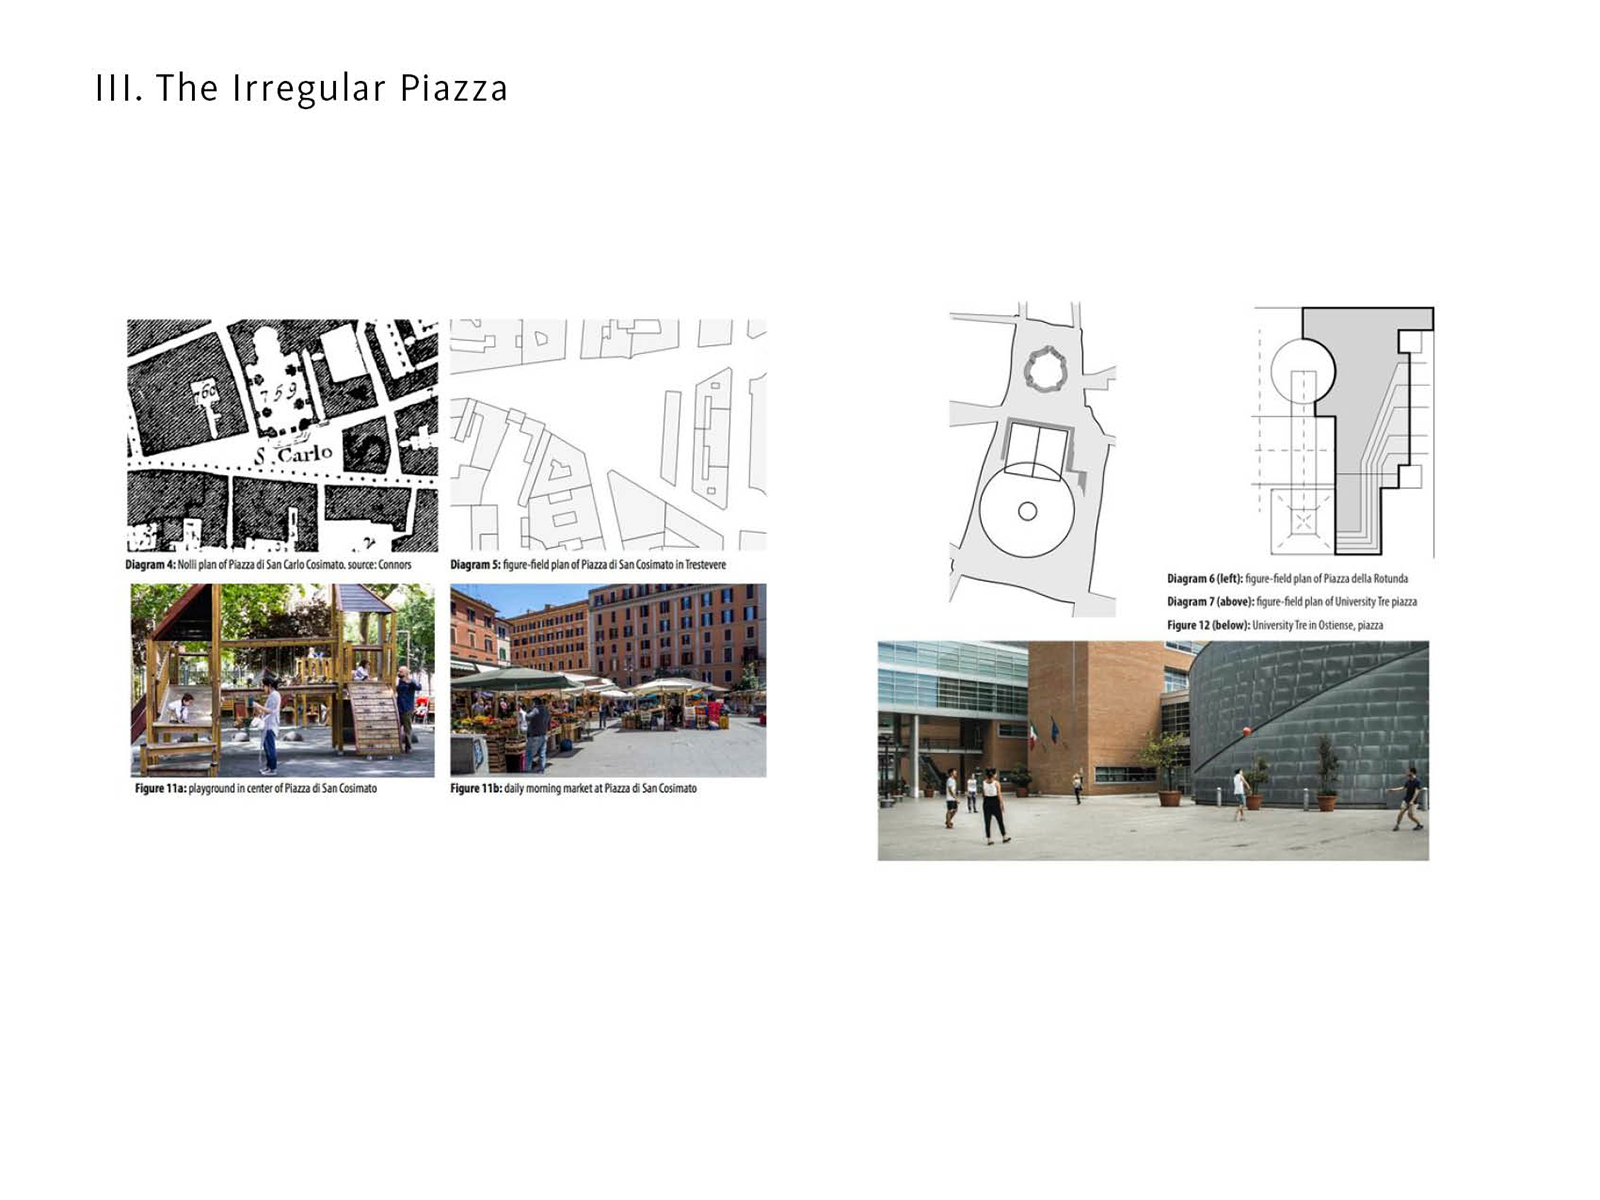 III. The Irregular Piazza
760
759
S. Carlo
Diagram 4: Nolli plan of Piazza di San Carlo Cosimato. source: Connors
Diagram 5: figure-field plan of Piazza di San Cosimato in Trestevere
Figure 11a: playground in center of Piazza di San Cosimato
Figure 11b: daily morning market at Piazza di San Cosimato
Diagram 6 (left): figure-field plan of Piazza della Rotunda
Diagram 7 (above): figure-field plan of University Tre piazza
Figure 12 (below): University Tre in Ostiense, piazza